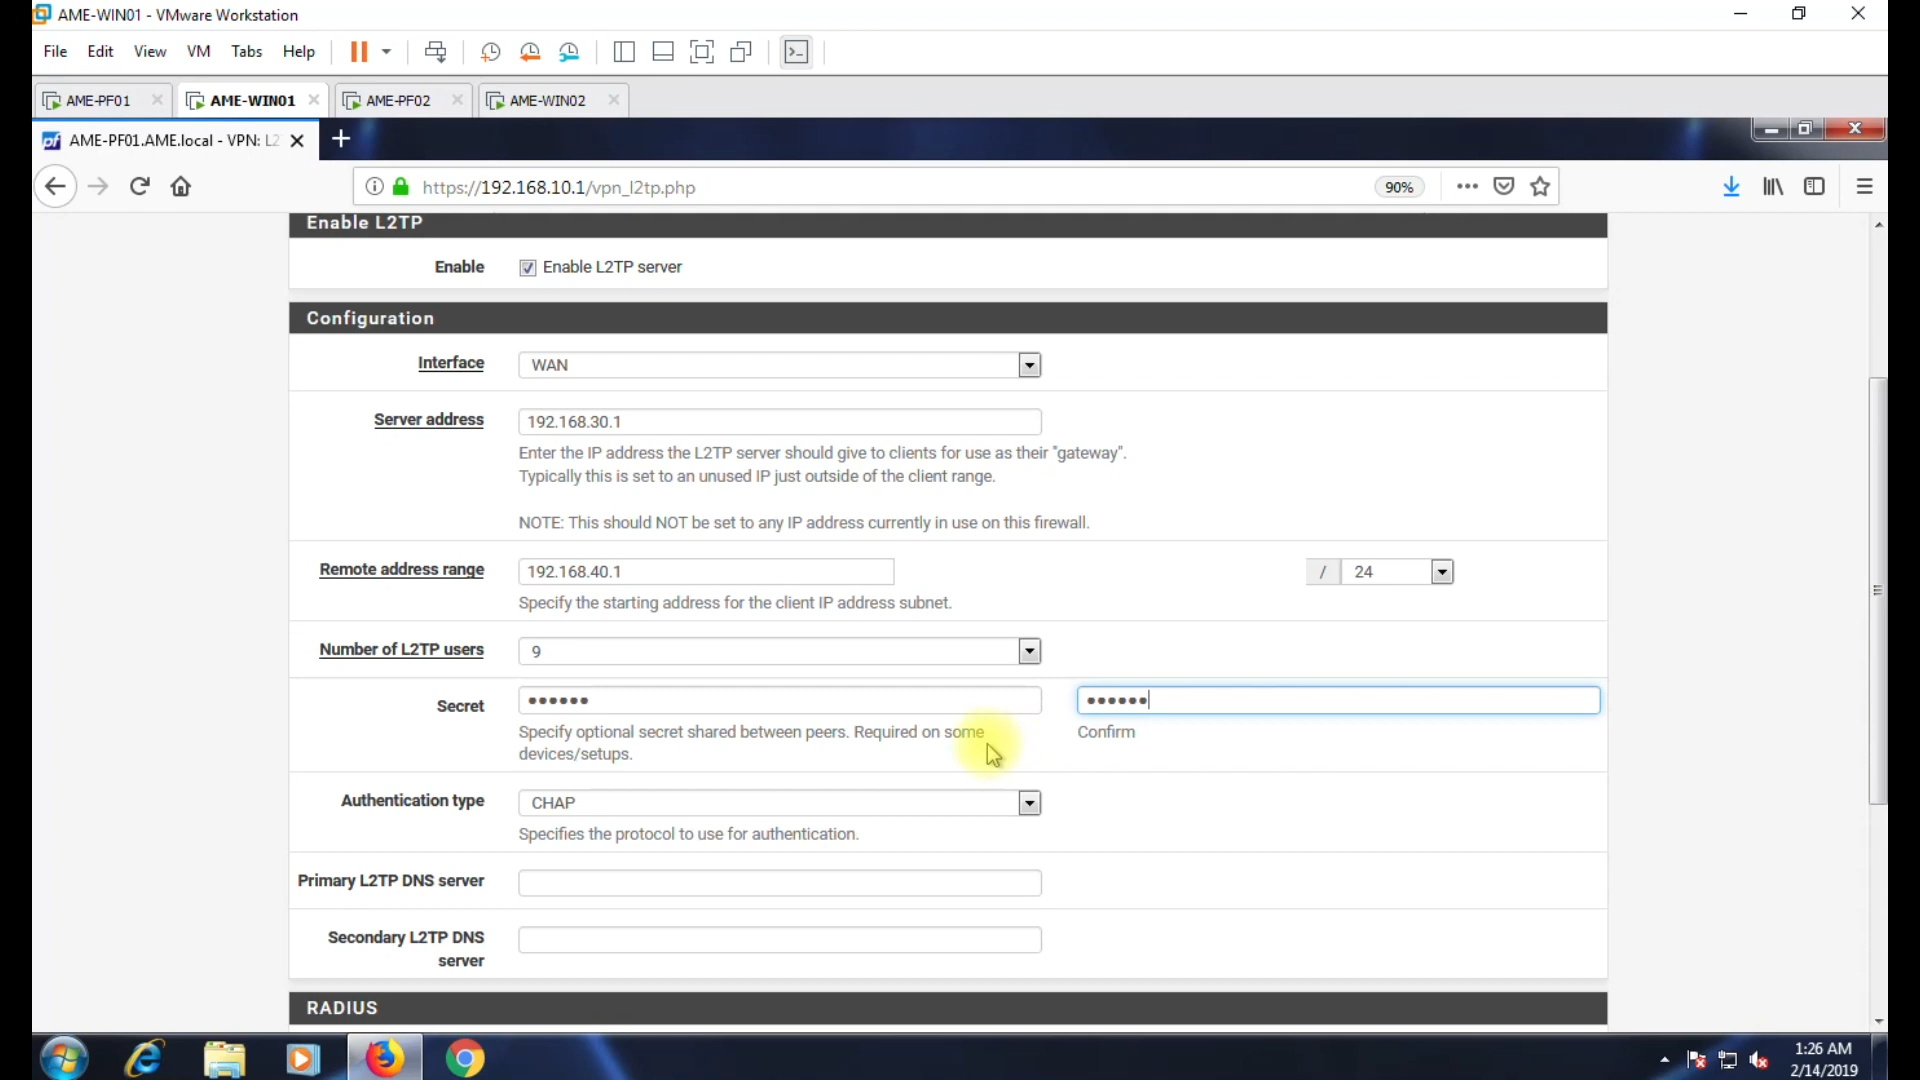 AME-WIN01 - VMware Workstation
File Edit View VM Tabs Help
AME-PF01 AME-WIN01 AME-PF02 AME-WIN02
pf AME-PF01.AME.local - VPN: L2
https://192.168.10.1/vpn_l2tp.php 90%
Enable L2TP
Enable Enable L2TP server
Configuration
Interface WAN
Server address 192.168.30.1
Enter the IP address the L2TP server should give to clients for use as their "gateway".
Typically this is set to an unused IP just outside of the client range.
NOTE: This should NOT be set to any IP address currently in use on this firewall.
Remote address range 192.168.40.1 / 24
Specify the starting address for the client IP address subnet.
Number of L2TP users 9
Secret •••••• ••••••
Specify optional secret shared between peers. Required on some Confirm
devices/setups.
Authentication type CHAP
Specifies the protocol to use for authentication.
Primary L2TP DNS server
Secondary L2TP DNS
server
RADIUS
1:26 AM
2/14/2019